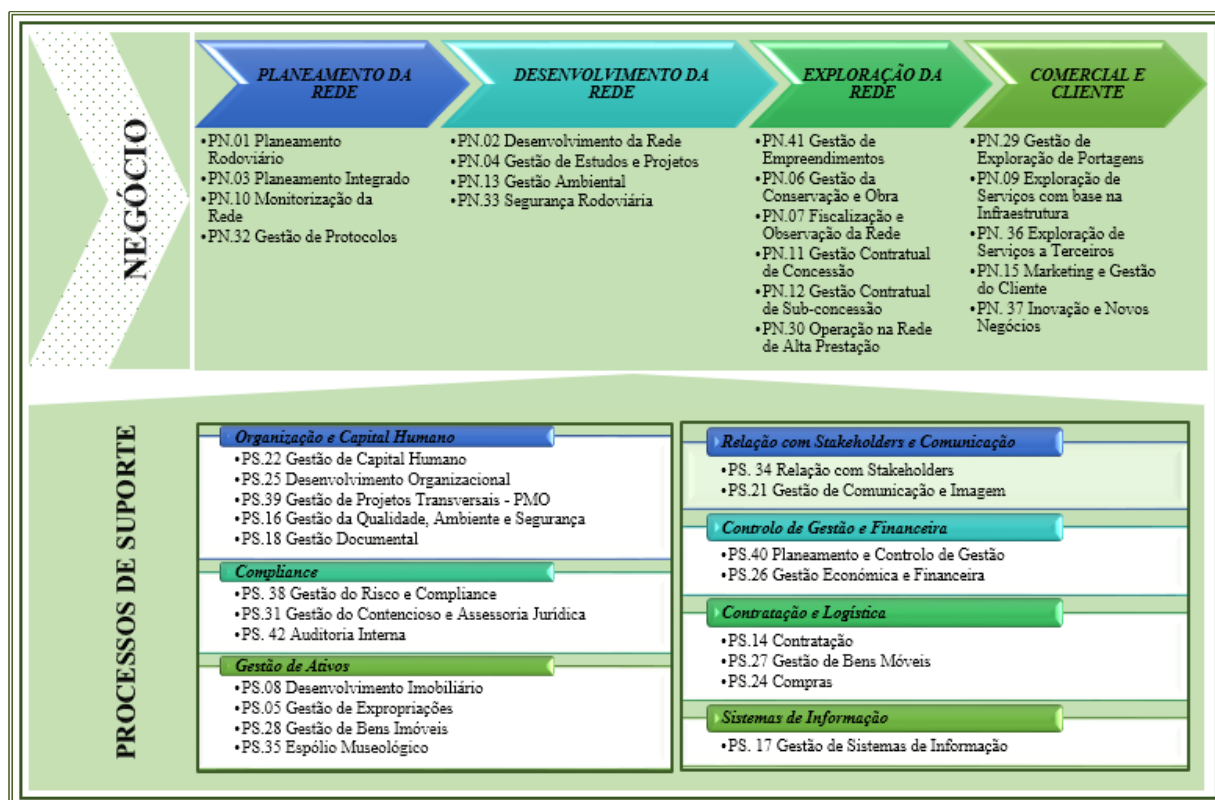 NEGÓCIO
PLANEAMENTO DA
REDE
•PN.01 Planeamento
Rodoviário
•PN.03 Planeamento Integrado
•PN.10 Monitorização da
Rede
•PN.32 Gestão de Protocolos
DESENVOLVIMENTO DA
REDE
•PN.02 Desenvolvimento da Rede
•PN.04 Gestão de Estudos e Projetos
•PN.13 Gestão Ambiental
•PN.33 Segurança Rodoviária
EXPLORAÇÃO DA
REDE
•PN.41 Gestão de
Empreendimentos
•PN.06 Gestão da
Conservação e Obra
•PN.07 Fiscalização e
Observação da Rede
•PN.11 Gestão Contratual
de Concessão
•PN.12 Gestão Contratual
de Sub-concessão
•PN.30 Operação na Rede
de Alta Prestação
COMERCIAL E
CLIENTE
•PN.29 Gestão de
Exploração de Portagens
•PN.09 Exploração de
Serviços com base na
Infraestrutura
•PN. 36 Exploração de
Serviços a Terceiros
•PN.15 Marketing e Gestão
do Cliente
•PN. 37 Inovação e Novos
Negócios
PROCESSOS DE SUPORTE
Organização e Capital Humano
•PS.22 Gestão de Capital Humano
•PS.25 Desenvolvimento Organizacional
•PS.39 Gestão de Projetos Transversais - PMO
•PS.16 Gestão da Qualidade, Ambiente e Segurança
•PS.18 Gestão Documental
Compliance
•PS. 38 Gestão do Risco e Compliance
•PS.31 Gestão do Contencioso e Assessoria Jurídica
•PS. 42 Auditoria Interna
Gestão de Ativos
•PS.08 Desenvolvimento Imobiliário
•PS.05 Gestão de Expropriações
•PS.28 Gestão de Bens Imóveis
•PS.35 Espólio Museológico
Relação com Stakeholders e Comunicação
•PS. 34 Relação com Stakeholders
•PS.21 Gestão de Comunicação e Imagem
Controlo de Gestão e Financeira
•PS.40 Planeamento e Controlo de Gestão
•PS.26 Gestão Económica e Financeira
Contratação e Logística
•PS.14 Contratação
•PS.27 Gestão de Bens Móveis
•PS.24 Compras
Sistemas de Informação
•PS. 17 Gestão de Sistemas de Informação